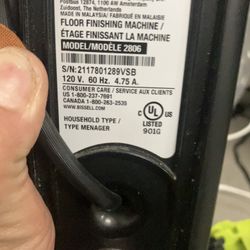 Postbus 12874, 1100 AW Amsterdam
Zuidoost, The Netherlands
MADE IN MALAYSIA/ FABRIQUÉ EN MALAISIE
FLOOR FINISHING MACHINE /
ÉTAGE FINISSANT LA MACHINE
MODEL/MODÈLE 2806
S/N:2117801289VSB
120 V. 60 Hz. 4.75 A.
CONSUMER CARE / SERVICE AUX CLIENTS
US 1-800-237-7691
CANADA 1-800-263-2535
WWW.BISSELL.COM
HOUSEHOLD TYPE /
TYPE MENAGER
C UL US
LISTED
901G